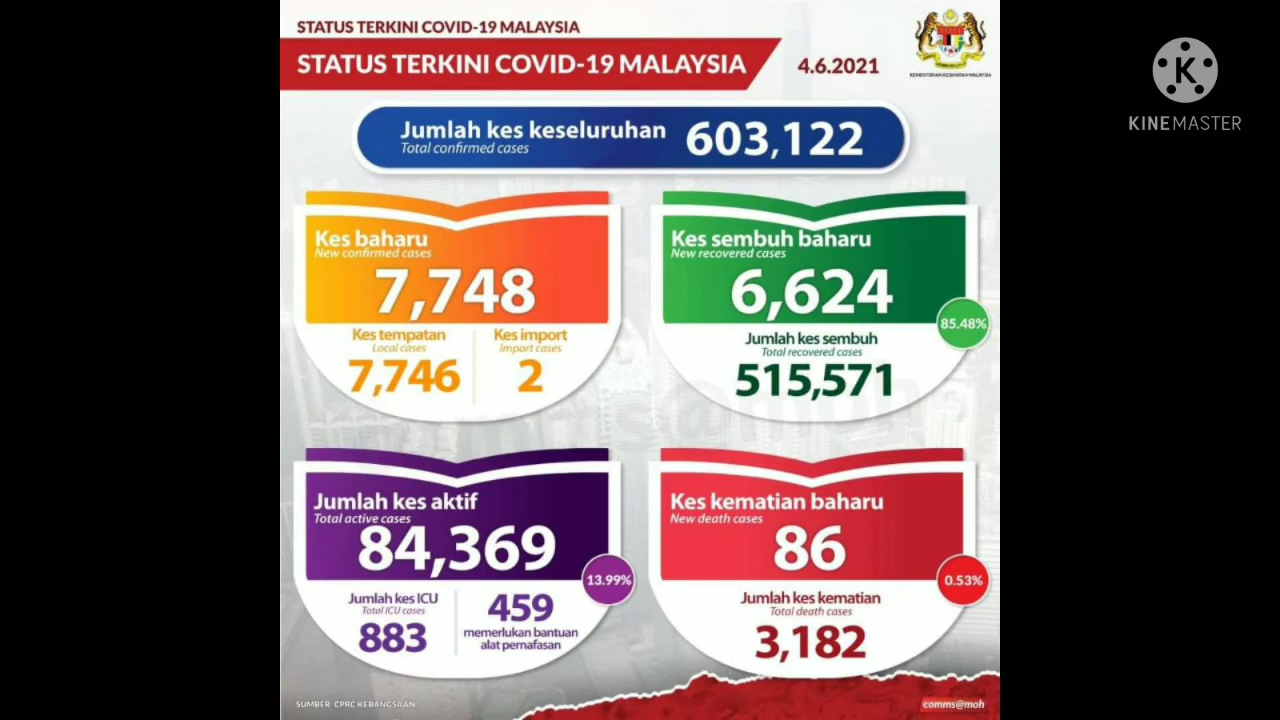 STATUS TERKINI COVID-19 MALAYSIA
STATUS TERKINI COVID-19 MALAYSIA
4.6.2021
KEMENTERIAN KESIHATAN MALAYSIA
K
KINEMASTER
Jumlah kes keseluruhan
Total confirmed cases
603,122
Kes baharu
New confirmed cases
7,748
Kes tempatan
Local cases
7,746
Kes import
Import cases
2
Kes sembuh baharu
New recovered cases
6,624
85.48%
Jumlah kes sembuh
Total recovered cases
515,571
Jumlah kes aktif
Total active cases
84,369
13.99%
Jumlah kes ICU
Total ICU cases
883
459
memerlukan bantuan
alat pernafasan
Kes kematian baharu
New death cases
86
0.53%
Jumlah kes kematian
Total death cases
3,182
SUMBER: CPRC KEBANGSAAN
comms@moh